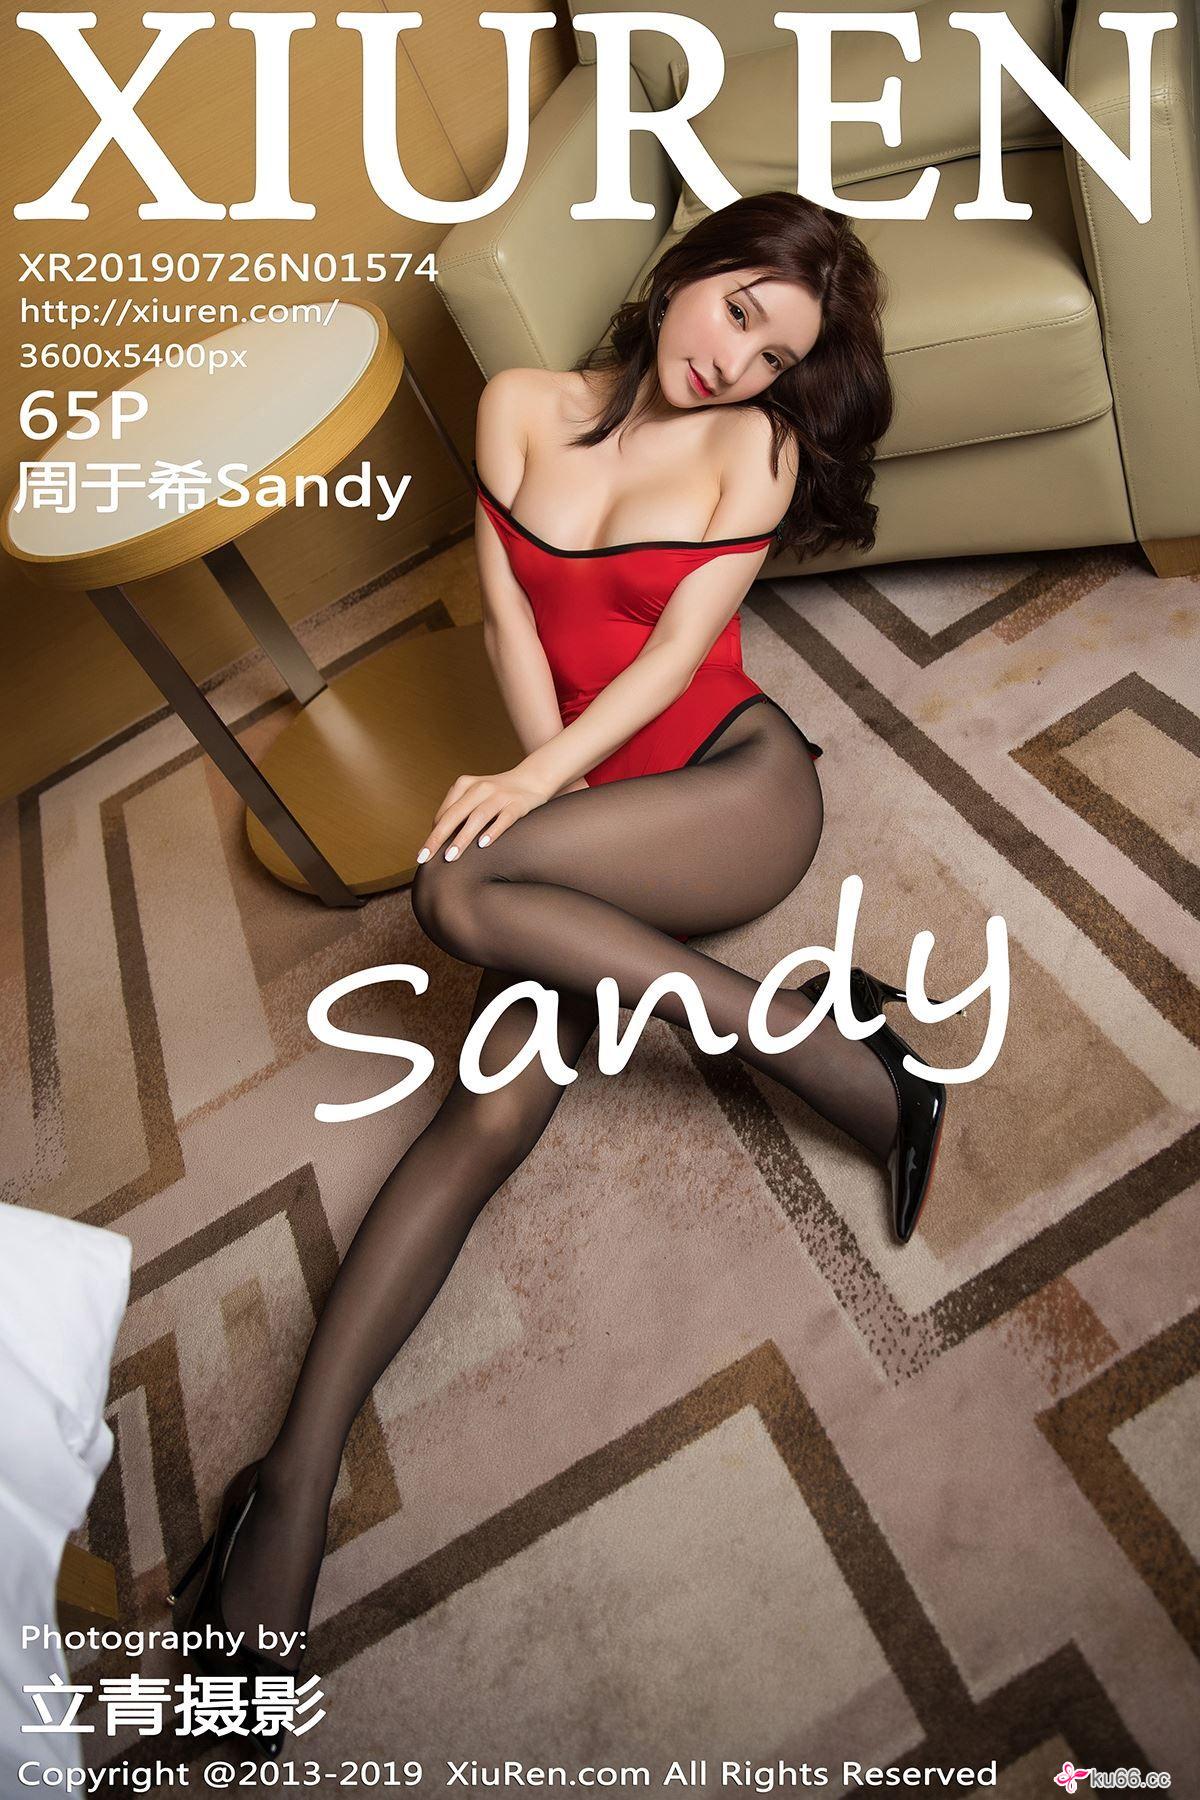 XIUREN
XR20190726N01574
http://xiuren.com/
3600x5400px
65P
周于希Sandy
Sandy
Photography by:
立青摄影
Copyright @2013-2019 XiuRen.com All Rights Reserved
ku66.cc